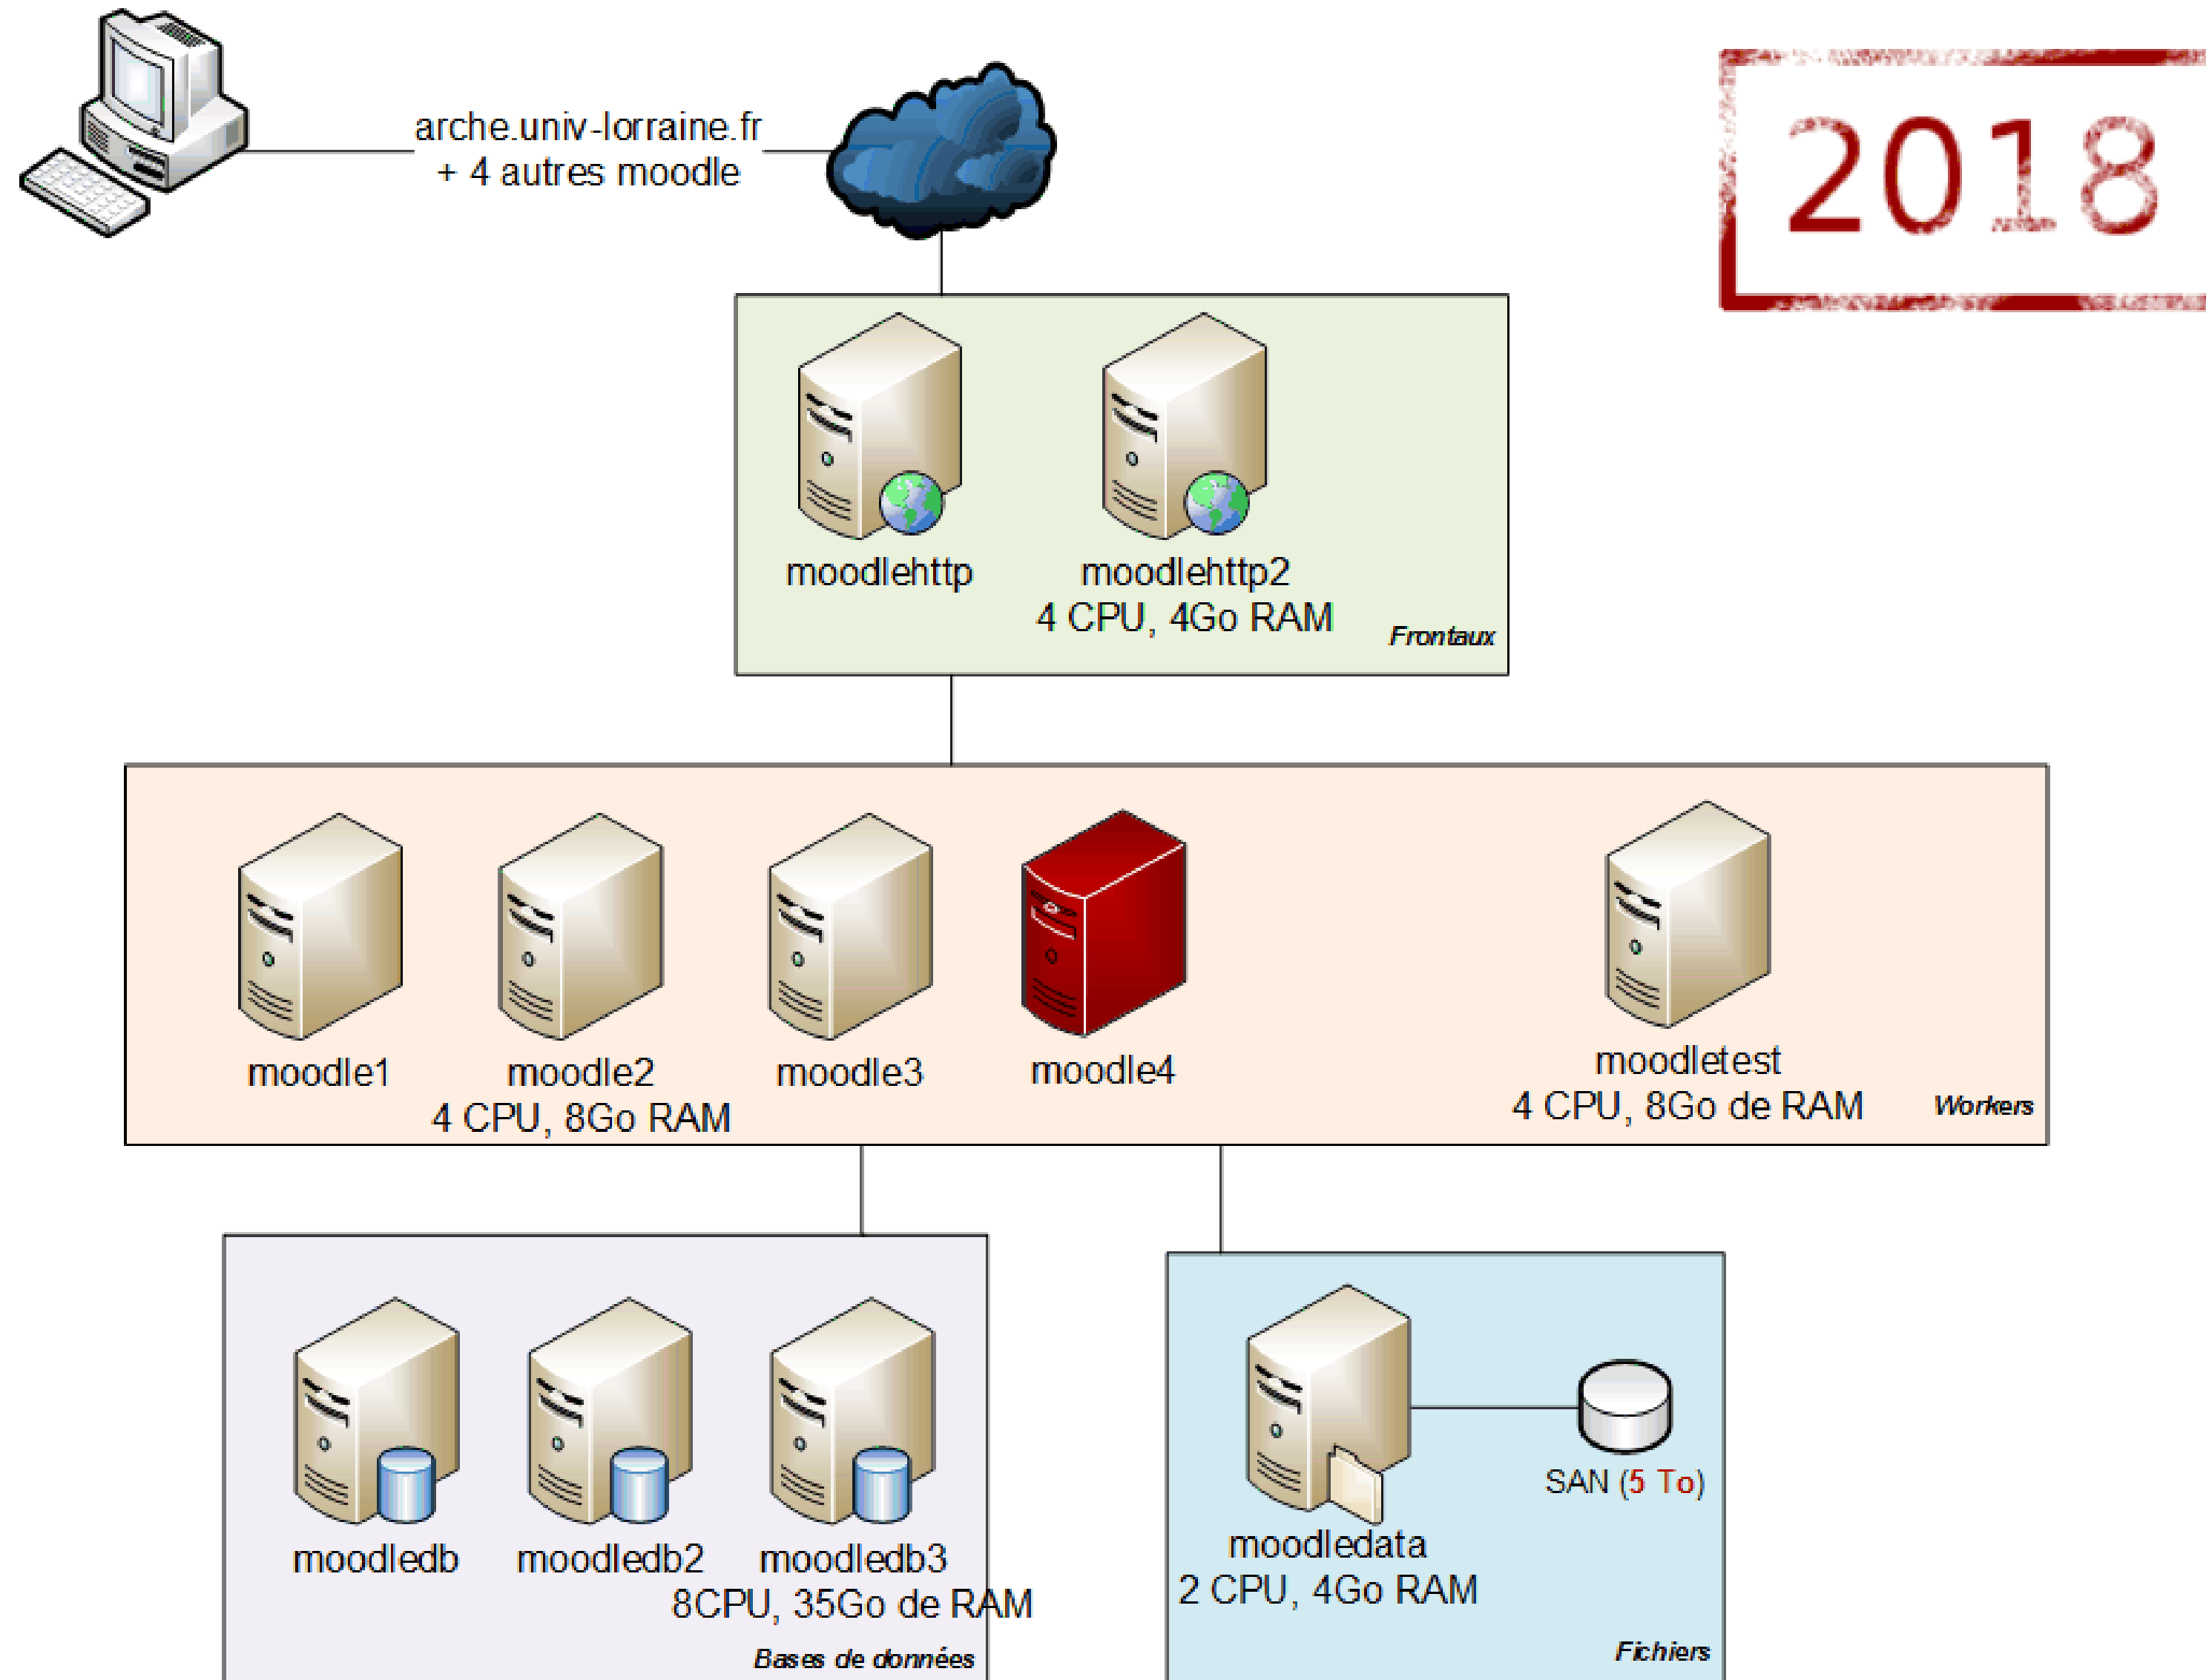 arche.univ-lorraine.fr
+ 4 autres moodle
2018
moodlehttp
moodlehttp2
4 CPU, 4Go RAM
Frontaux
moodle1
moodle2
4 CPU, 8Go RAM
moodle3
moodle4
moodletest
4 CPU, 8Go de RAM
Workers
moodledb
moodledb2
moodledb3
8CPU, 35Go de RAM
Bases de données
SAN (5 To)
moodledata
2 CPU, 4Go RAM
Fichiers